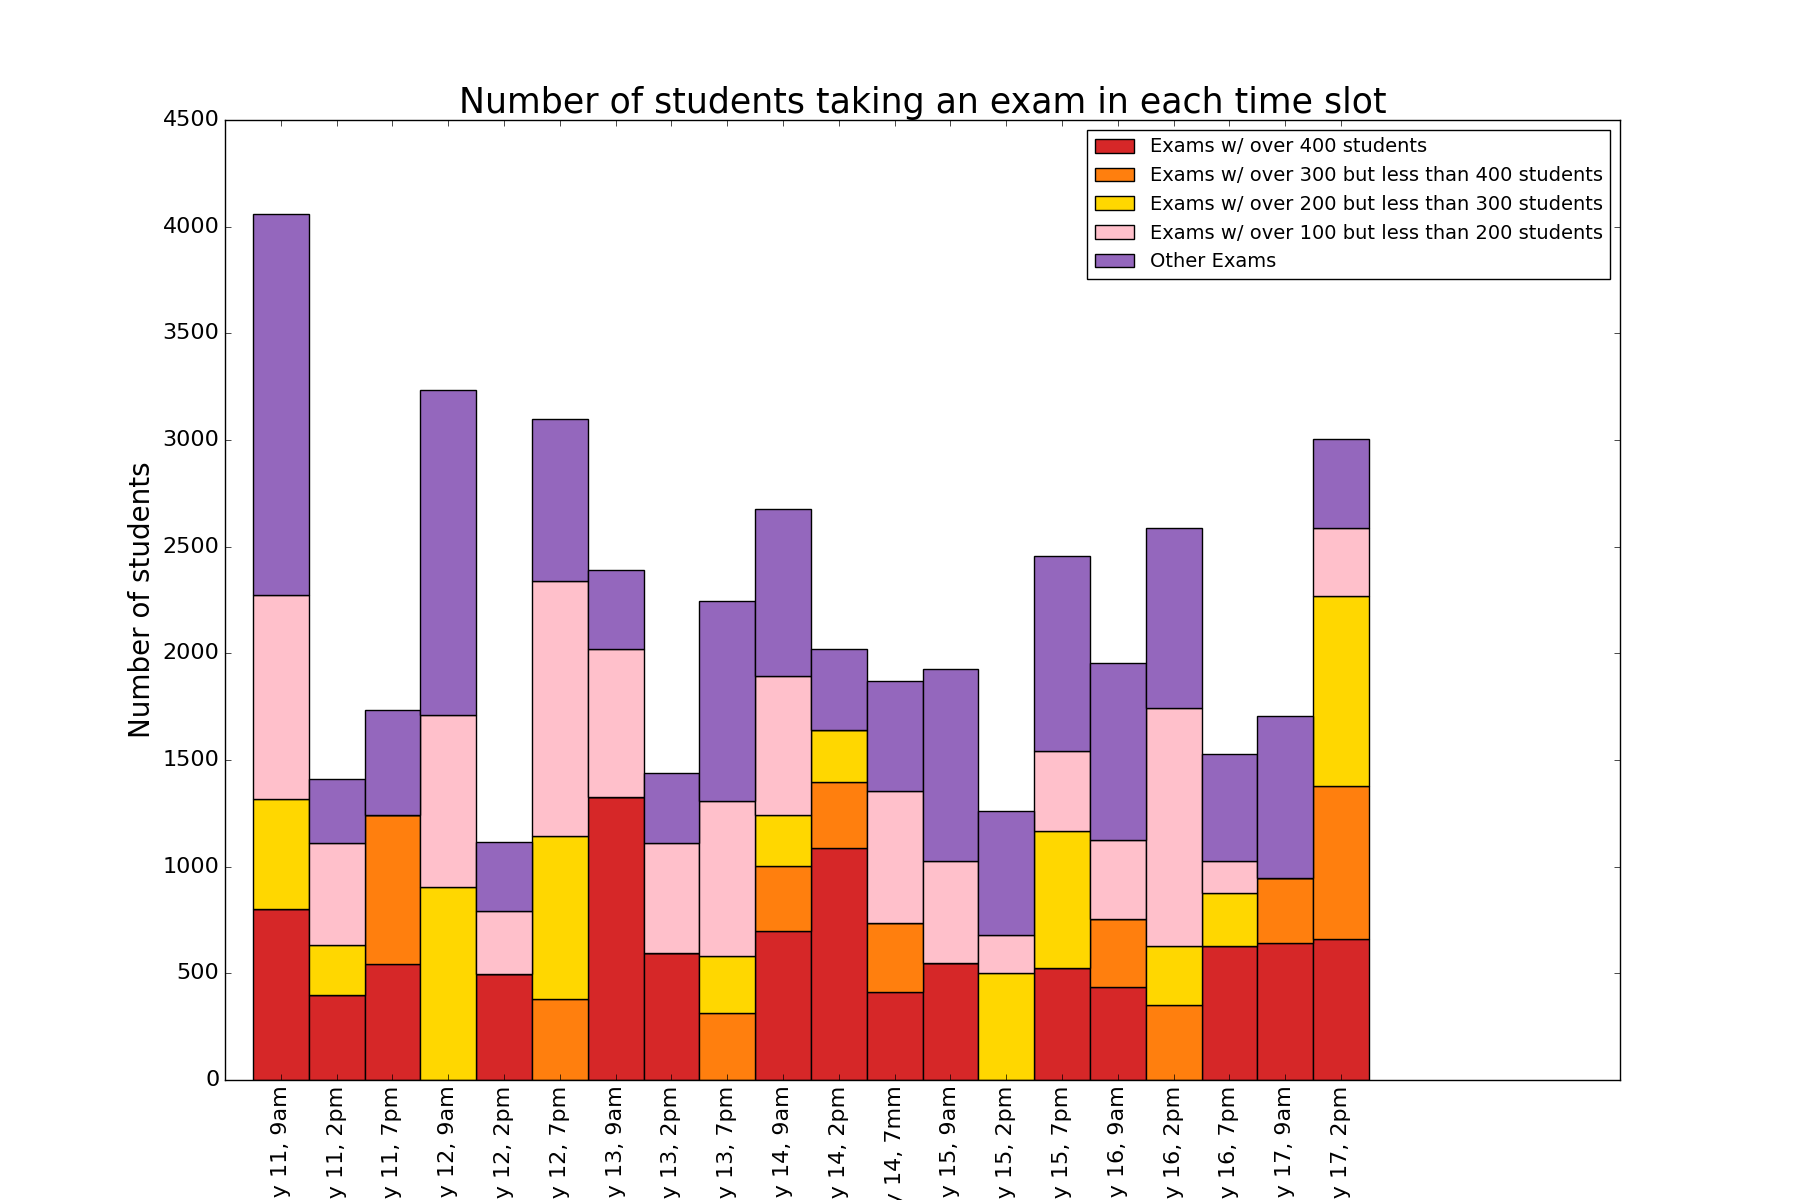 Number of students taking an exam in each time slot
Exams w/ over 400 students
Exams w/ over 300 but less than 400 students
Exams w/ over 200 but less than 300 students
Exams w/ over 100 but less than 200 students
Other Exams
Number of students
4500
4000
3500
3000
2500
2000
1500
1000
500
0
y 11, 9am
y 11, 2pm
y 11, 7pm
y 12, 9am
y 12, 2pm
y 12, 7pm
y 13, 9am
y 13, 2pm
y 13, 7pm
y 14, 9am
y 14, 2pm
y 14, 7mm
y 15, 9am
y 15, 2pm
y 15, 7pm
y 16, 9am
y 16, 2pm
y 16, 7pm
y 17, 9am
y 17, 2pm